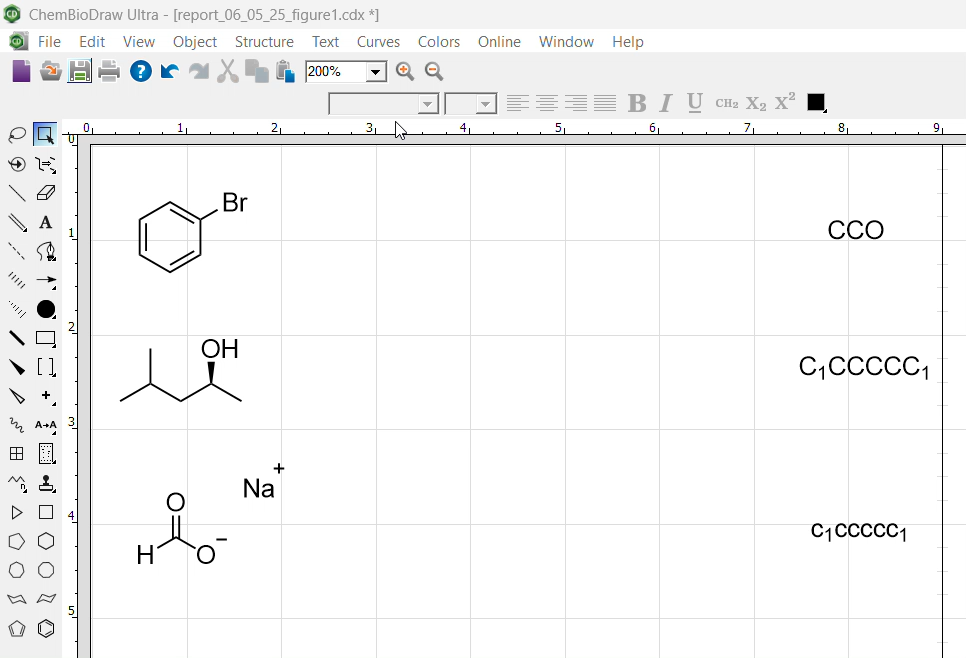 ChemBioDraw Ultra - [report_06_05_25_figure1.cdx *]
File Edit View Object Structure Text Curves Colors Online Window Help
200%
B I U CH₂ X₂ X²
0 1 2 3 4 5 6 7 8 9
0
A
Br
1
CCO
2
OH
C₁CCCCC₁
3
A→A
Na⁺
O
4
c₁ccccc₁
H O⁻
5